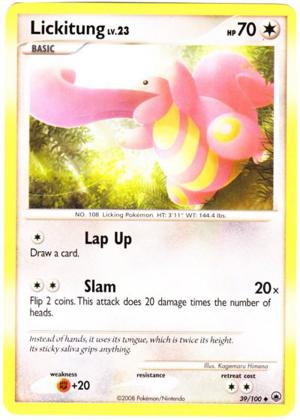 Lickitung LV.23 HP 70
BASIC
NO. 108 Licking Pokémon HT: 3'11" WT: 144.4 lbs.
Lap Up
Draw a card.
Slam 20x
Flip 2 coins. This attack does 20 damage times the number of
heads.
Instead of hands, it uses its tongue, which is twice its height.
Its sticky saliva grips anything.
Illus. Kagemaru Himeno
weakness resistance retreat cost
+20
©2008 Pokémon/Nintendo 39/100